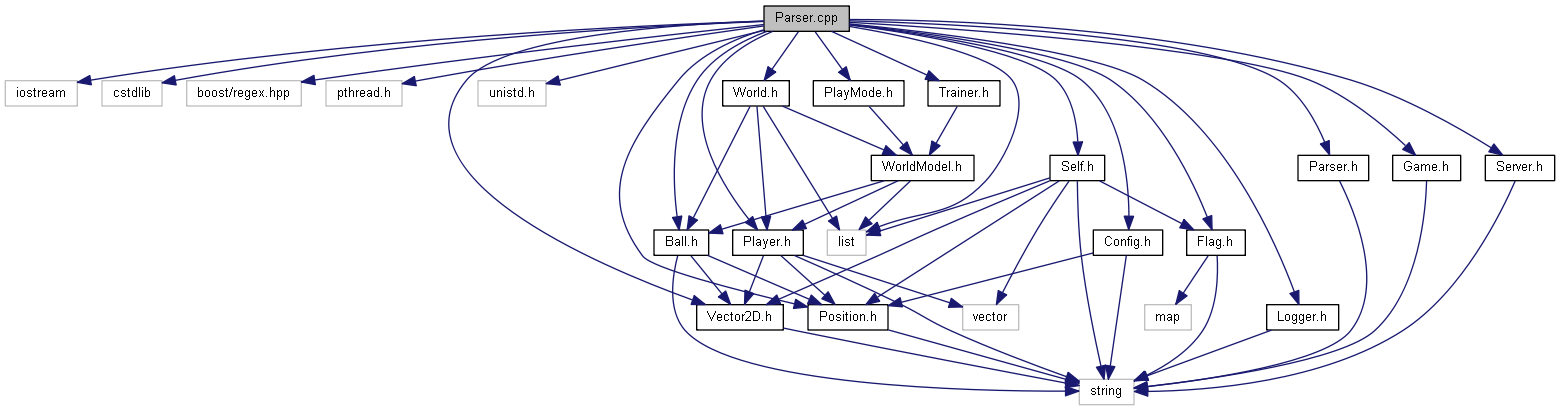 Parser.cpp
iostream
cstdlib
boost/regex.hpp
pthread.h
unistd.h
World.h
PlayMode.h
Trainer.h
WorldModel.h
Self.h
Parser.h
Game.h
Server.h
Ball.h
Player.h
list
Config.h
Flag.h
Vector2D.h
Position.h
vector
map
Logger.h
string